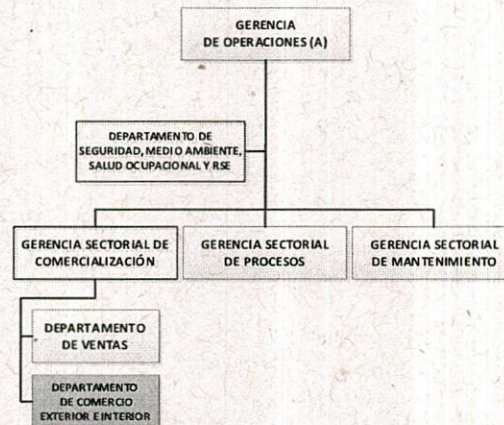 GERENCIA
DE OPERACIONES (A)
DEPARTAMENTO DE
SEGURIDAD, MEDIO AMBIENTE,
SALUD OCUPACIONAL Y RSE
GERENCIA SECTORIAL DE
COMERCIALIZACIÓN
GERENCIA SECTORIAL
DE PROCESOS
GERENCIA SECTORIAL
DE MANTENIMIENTO
DEPARTAMENTO
DE VENTAS
DEPARTAMENTO
DE COMERCIO
EXTERIOR E INTERIOR